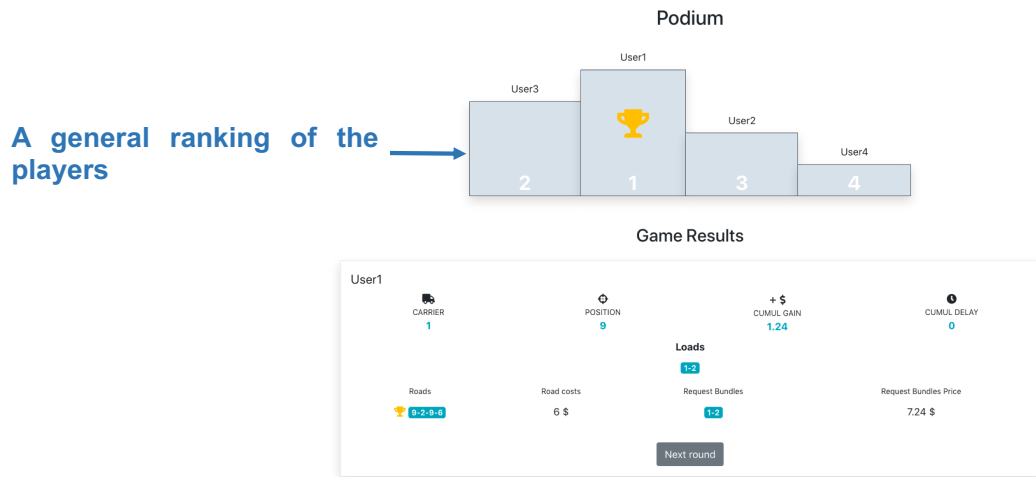 Podium
User1
User3
User2
User4
A general ranking of the
players
2 1 3 4
Game Results
User1
CARRIER POSITION + $ CUMUL GAIN CUMUL DELAY
1 9 1.24 0
Loads
1-2
Roads Road costs Request Bundles Request Bundles Price
9-2-9-6 6 $ 1-2 7.24 $
Next round